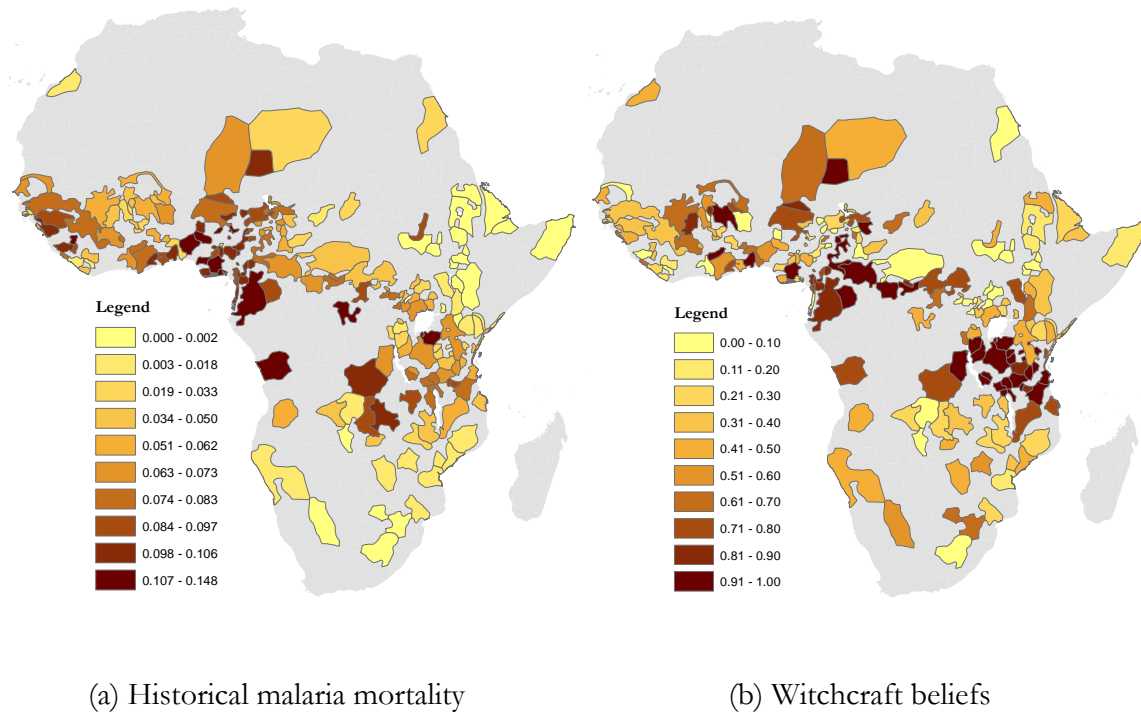 Legend
0.000 - 0.002
0.003 - 0.018
0.019 - 0.033
0.034 - 0.050
0.051 - 0.062
0.063 - 0.073
0.074 - 0.083
0.084 - 0.097
0.098 - 0.106
0.107 - 0.148
Legend
0.00 - 0.10
0.11 - 0.20
0.21 - 0.30
0.31 - 0.40
0.41 - 0.50
0.51 - 0.60
0.61 - 0.70
0.71 - 0.80
0.81 - 0.90
0.91 - 1.00
(a) Historical malaria mortality
(b) Witchcraft beliefs